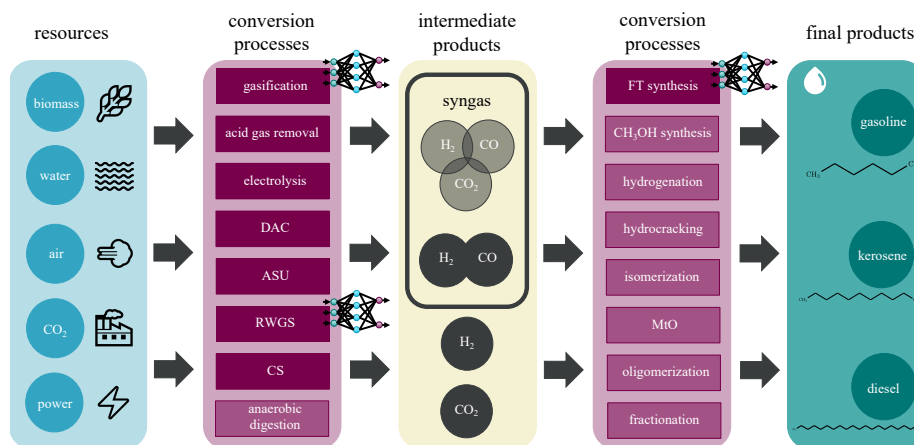 resources
conversion
processes
intermediate
products
conversion
processes
final products
biomass
water
air
CO₂
power
gasification
acid gas removal
electrolysis
DAC
ASU
RWGS
CS
anaerobic
digestion
syngas
H₂
CO
CO₂
H₂
CO
H₂
CO₂
FT synthesis
CH₃OH synthesis
hydrogenation
hydrocracking
isomerization
MtO
oligomerization
fractionation
gasoline
CH₃
C
kerosene
diesel